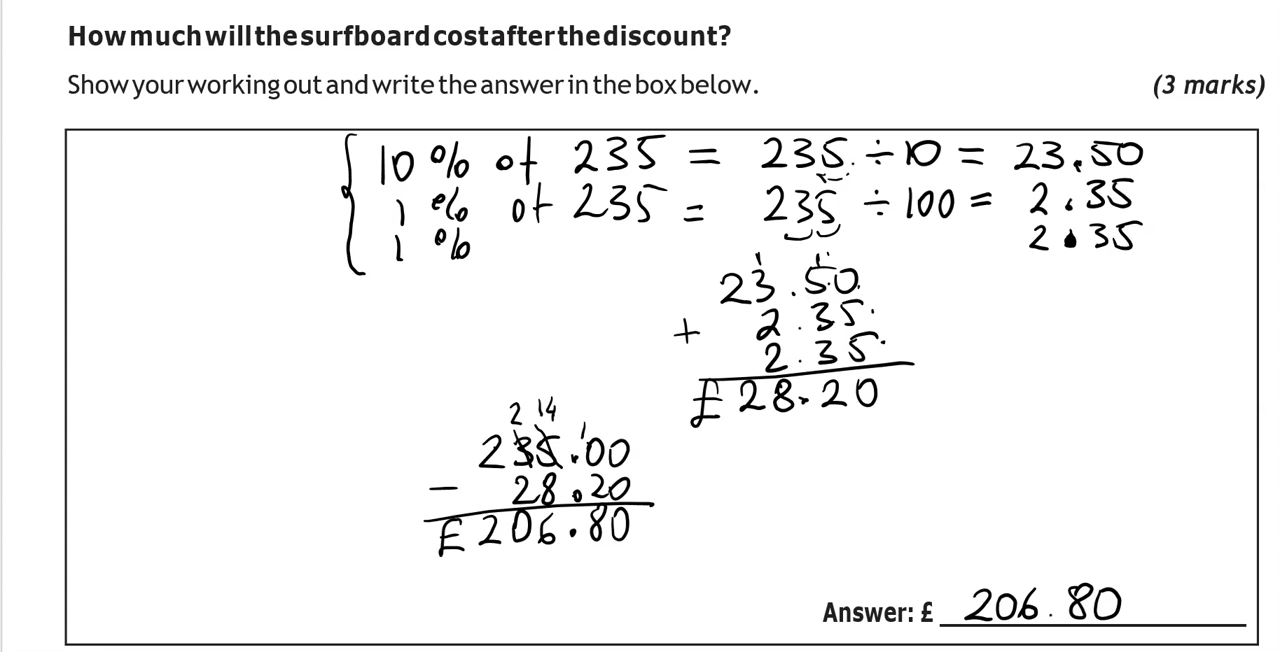 How much will the surfboard cost after the discount?
Show your working out and write the answer in the box below. (3 marks)
10 % of 235 = 235 ÷ 10 = 23.50
1 % of 235 = 235 ÷ 100 = 2.35
1 % 2.35
1 1
23.50
+ 2.35
2.35
£28.20
2 14 1
235.00
- 28.20
£206.80
Answer: £ 206.80